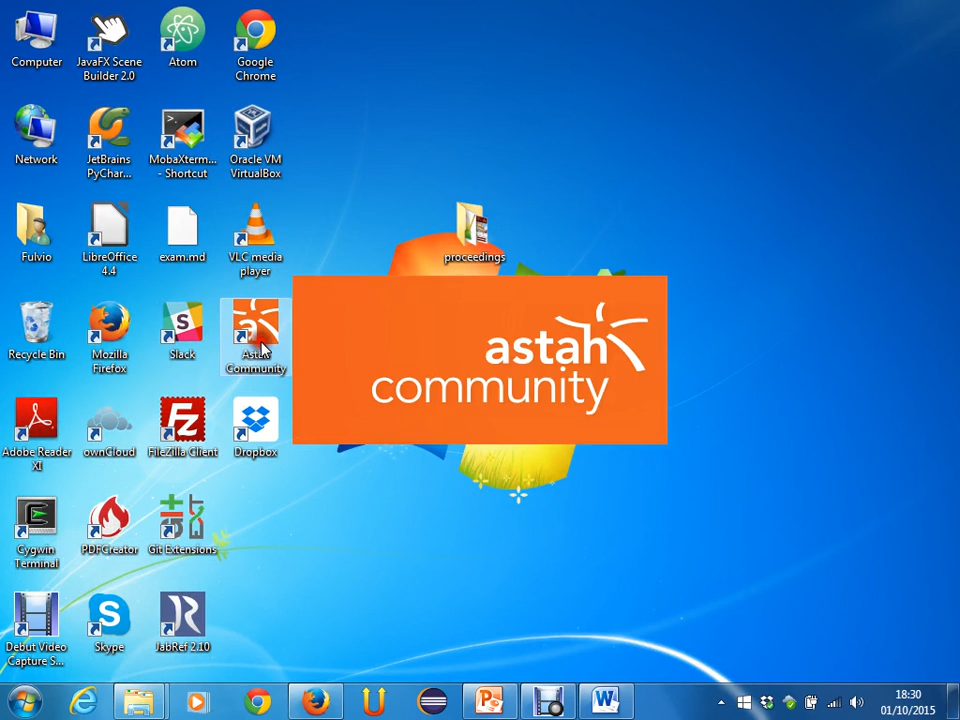 Computer
JavaFX Scene
Builder 2.0
Atom
Google
Chrome
Network
JetBrains
PyChar...
MobaXterm...
- Shortcut
Oracle VM
VirtualBox
Fulvio
LibreOffice
4.4
exam.md
VLC media
player
proceedings
Recycle Bin
Mozilla
Firefox
Slack
Astah
Community
astah
community
Adobe Reader
XI
ownCloud
FileZilla Client
Dropbox
Cygwin
Terminal
PDFCreator
Git Extensions
Debut Video
Capture S...
Skype
JabRef 2.10
18:30
01/10/2015